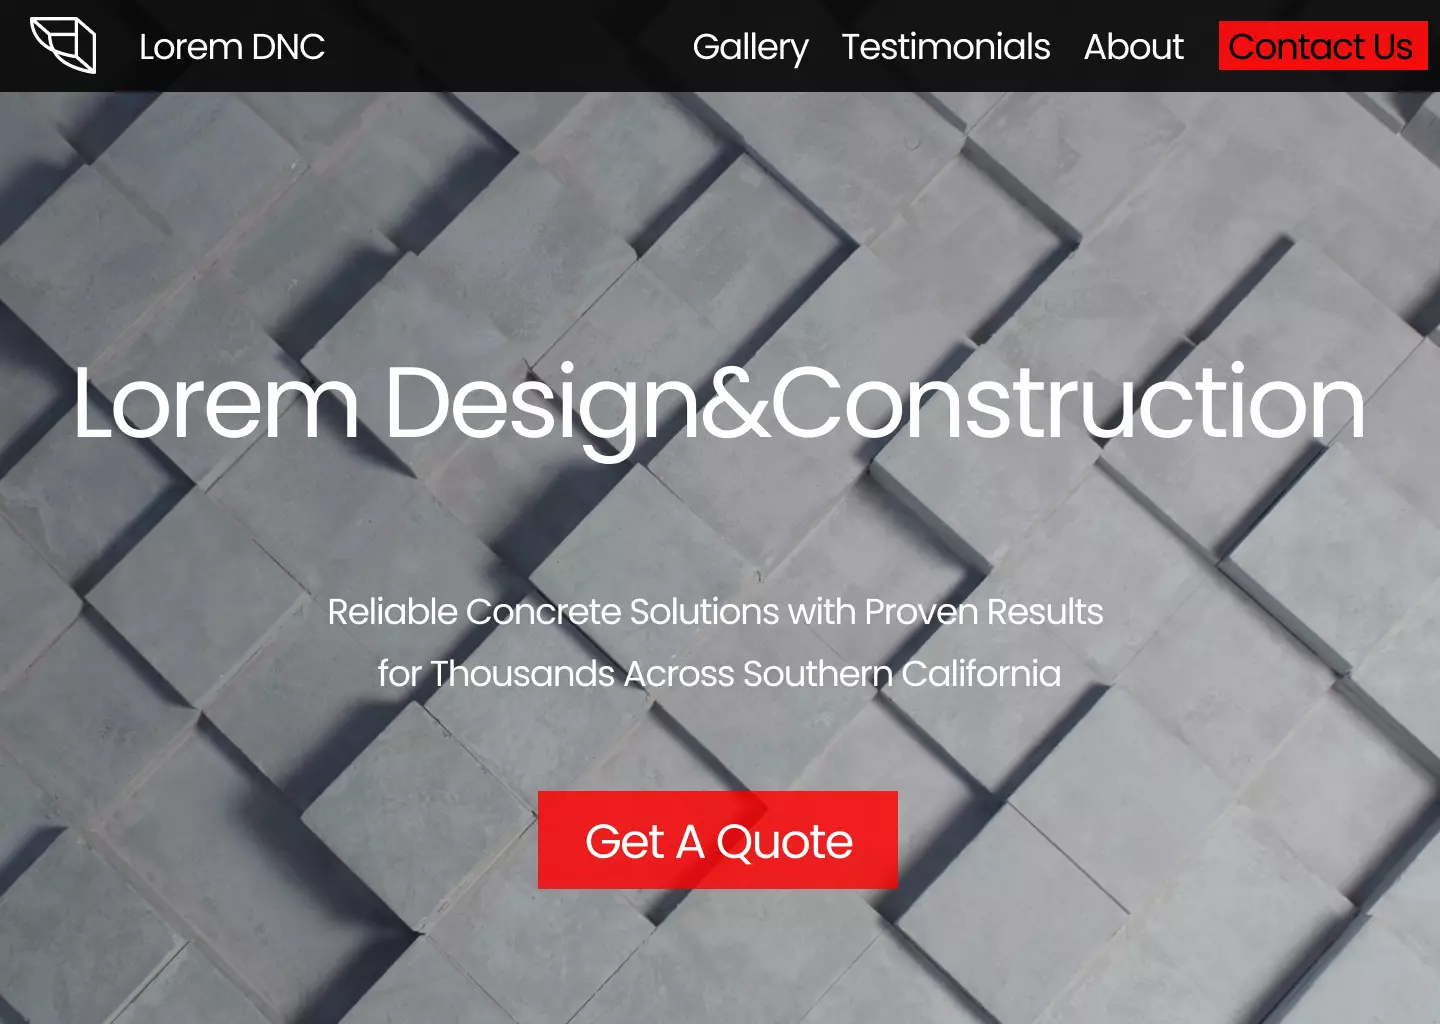 Lorem DNC
Gallery
Testimonials
About
Contact Us
Lorem Design&Construction
Reliable Concrete Solutions with Proven Results
for Thousands Across Southern California
Get A Quote